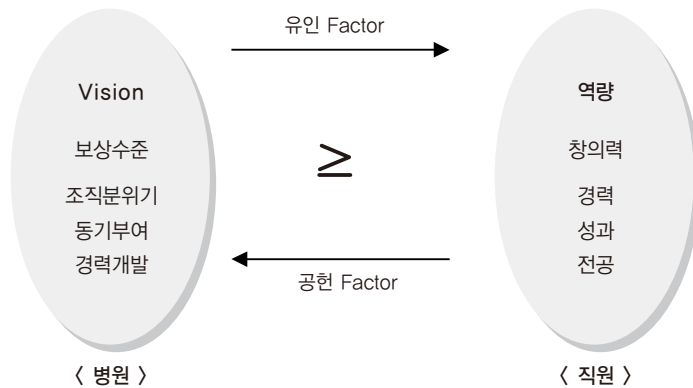 유인 Factor
Vision
보상수준
조직분위기
동기부여
경력개발
≥
역량
창의력
경력
성과
전공
공헌 Factor
< 병원 >
< 직원 >